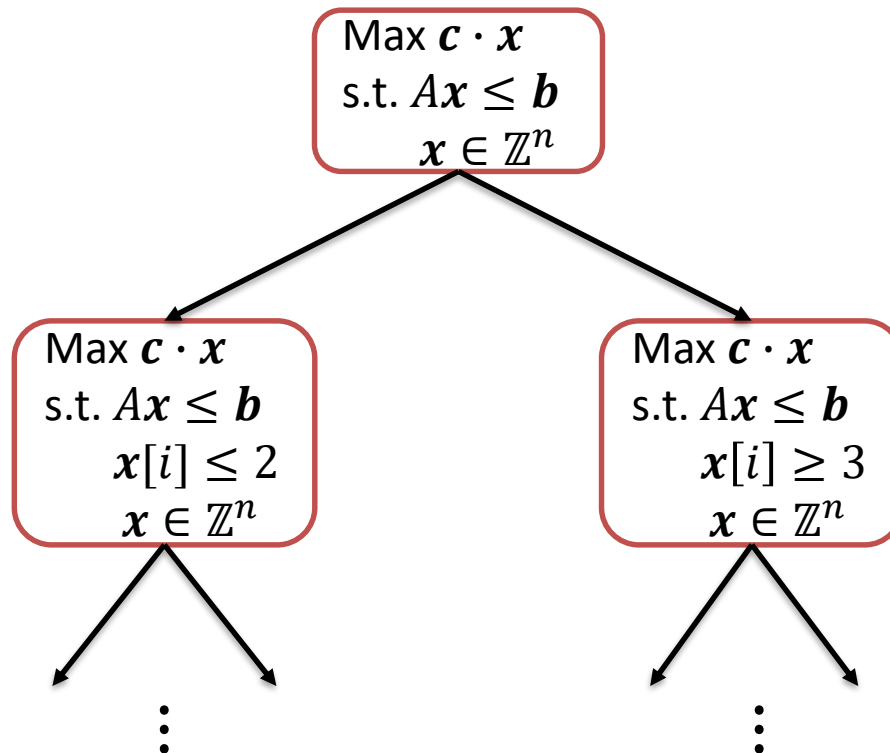 Max 𝒄 · 𝒙
s.t. A𝒙 ≤ 𝒃
𝒙 ∈ ℤⁿ
Max 𝒄 · 𝒙
s.t. A𝒙 ≤ 𝒃
𝒙[i] ≤ 2
𝒙 ∈ ℤⁿ
Max 𝒄 · 𝒙
s.t. A𝒙 ≤ 𝒃
𝒙[i] ≥ 3
𝒙 ∈ ℤⁿ
⋮
⋮